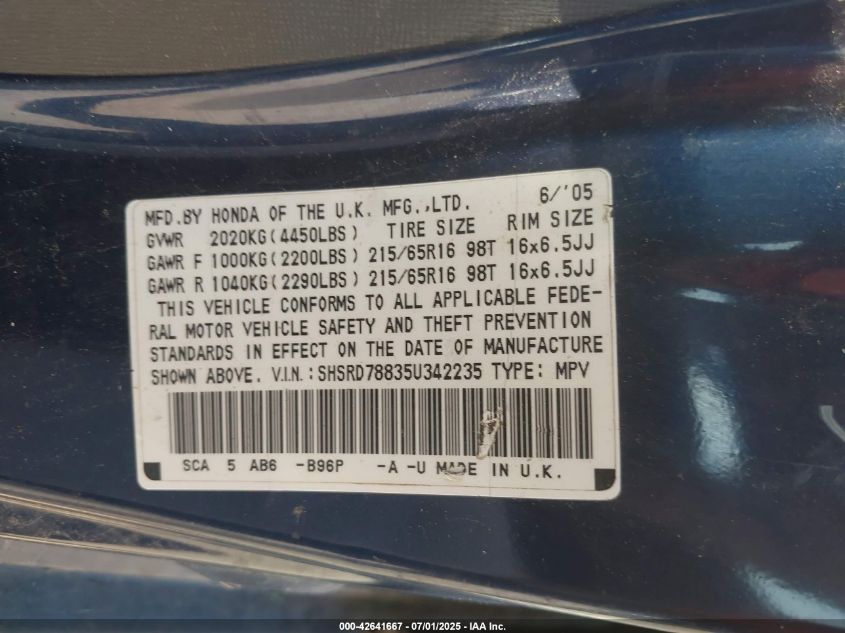 MFD.BY HONDA OF THE U.K. MFG.,LTD. 6/'05
GVWR 2020KG(4450LBS) TIRE SIZE RIM SIZE
GAWR F 1000KG(2200LBS) 215/65R16 98T 16x6.5JJ
GAWR R 1040KG(2290LBS) 215/65R16 98T 16x6.5JJ
THIS VEHICLE CONFORMS TO ALL APPLICABLE FEDE-
RAL MOTOR VEHICLE SAFETY AND THEFT PREVENTION
STANDARDS IN EFFECT ON THE DATE OF MANUFACTURE
SHOWN ABOVE. V.I.N.:SHSRD78835U342235 TYPE: MPV
SCA 5 AB6 -B96P -A -U MADE IN U.K.
000-42641667 - 07/01/2025 - IAA Inc.